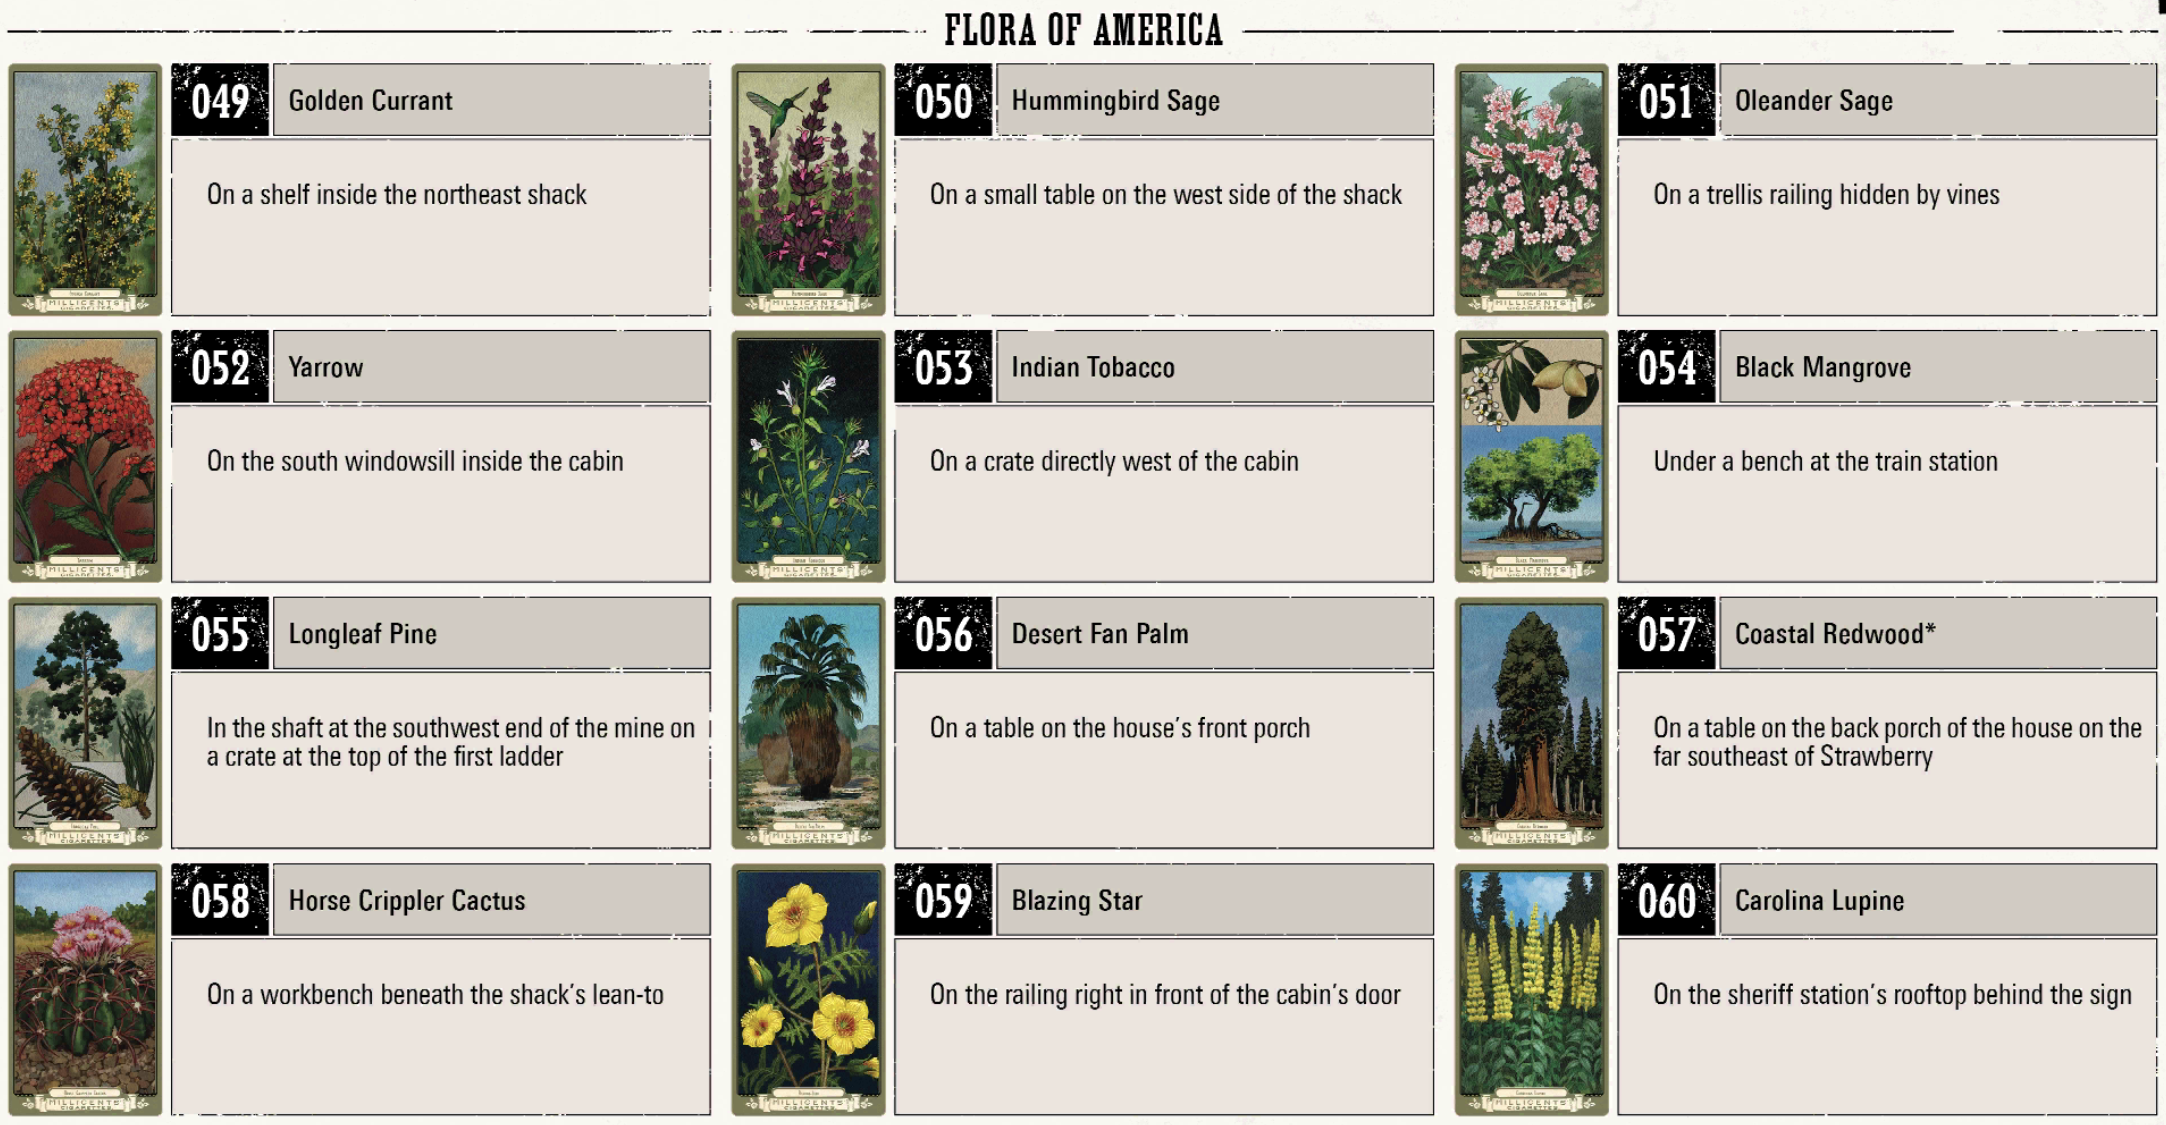 FLORA OF AMERICA
049 Golden Currant
On a shelf inside the northeast shack
MILLICENTS
CIGARETTES
050 Hummingbird Sage
On a small table on the west side of the shack
MILLICENTS
CIGARETTES
051 Oleander Sage
On a trellis railing hidden by vines
MILLICENTS
CIGARETTES
052 Yarrow
On the south windowsill inside the cabin
MILLICENTS
CIGARETTES
053 Indian Tobacco
On a crate directly west of the cabin
MILLICENTS
CIGARETTES
054 Black Mangrove
Under a bench at the train station
MILLICENTS
CIGARETTES
055 Longleaf Pine
In the shaft at the southwest end of the mine on
a crate at the top of the first ladder
MILLICENTS
CIGARETTES
056 Desert Fan Palm
On a table on the house's front porch
MILLICENTS
CIGARETTES
057 Coastal Redwood*
On a table on the back porch of the house on the
far southeast of Strawberry
MILLICENTS
CIGARETTES
058 Horse Crippler Cactus
On a workbench beneath the shack's lean-to
MILLICENTS
CIGARETTES
059 Blazing Star
On the railing right in front of the cabin's door
MILLICENTS
CIGARETTES
060 Carolina Lupine
On the sheriff station's rooftop behind the sign
MILLICENTS
CIGARETTES